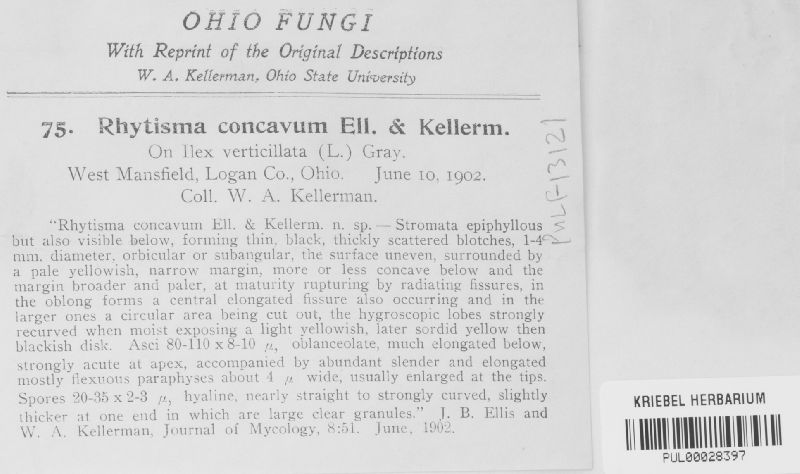 OHIO FUNGI
With Reprint of the Original Descriptions
W. A. Kellerman, Ohio State University
75. Rhytisma concavum Ell. & Kellerm.
On Ilex verticillata (L.) Gray.
West Mansfield, Logan Co., Ohio. June 10, 1902.
Coll. W. A. Kellerman.
"Rhytisma concavum Ell. & Kellerm. n. sp. — Stromata epiphyllous
but also visible below, forming thin, black, thickly scattered blotches, 1-4
mm. diameter, orbicular or subangular, the surface uneven, surrounded by
a pale yellowish, narrow margin, more or less concave below and the
margin broader and paler, at maturity rupturing by radiating fissures, in
the oblong forms a central elongated fissure also occurring and in the
larger ones a circular area being cut out, the hygroscopic lobes strongly
recurved when moist exposing a light yellowish, later sordid yellow then
blackish disk. Asci 80-110 x 8-10 μ, oblanceolate, much elongated below,
strongly acute at apex, accompanied by abundant slender and elongated
mostly flexuous paraphyses about 4 μ wide, usually enlarged at the tips.
Spores 20-35 x 2-3 μ, hyaline, nearly straight to strongly curved, slightly
thicker at one end in which are large clear granules." J. B. Ellis and
W. A. Kellerman, Journal of Mycology, 8:51. June, 1902.
PULF-13121
KRIEBEL HERBARIUM
PUL00028397